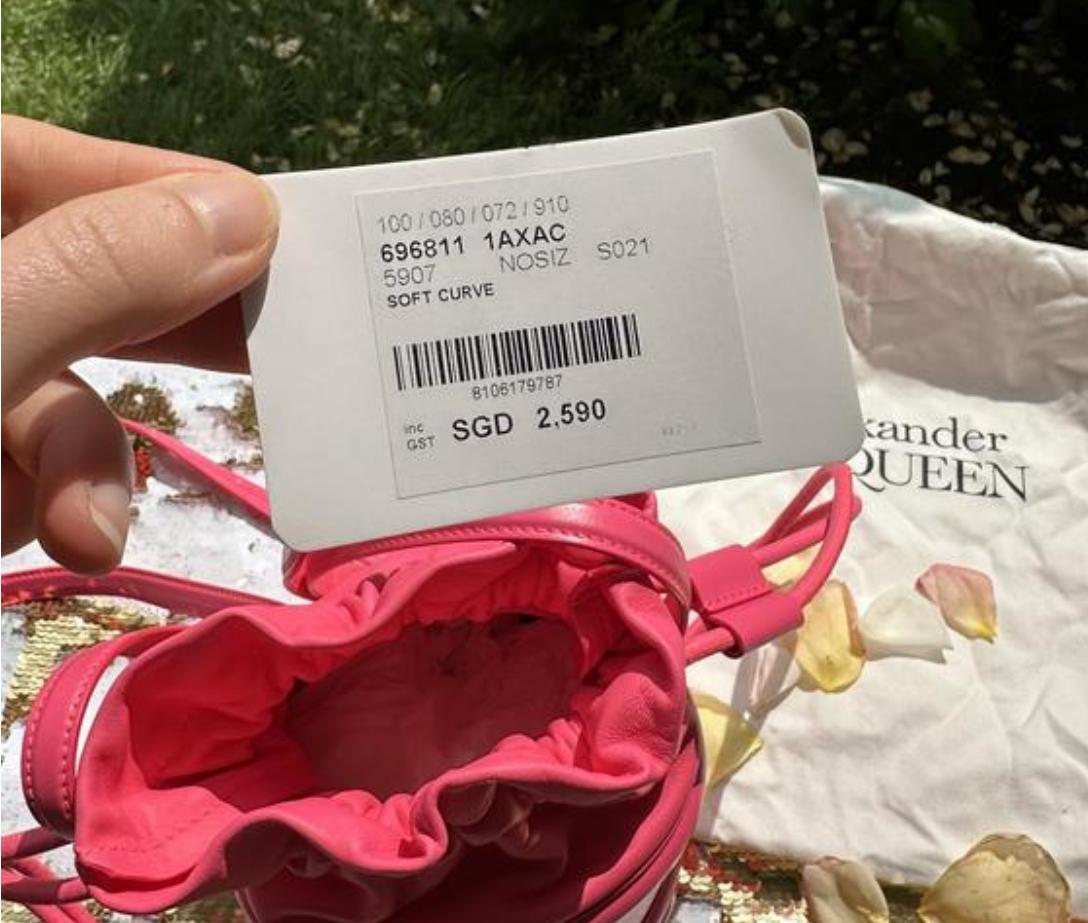 100 / 080 / 072 / 910
696811 1AXAC
5907 NOSIZ S021
SOFT CURVE
8106179787
inc
GST SGD 2,590
xander
QUEEN